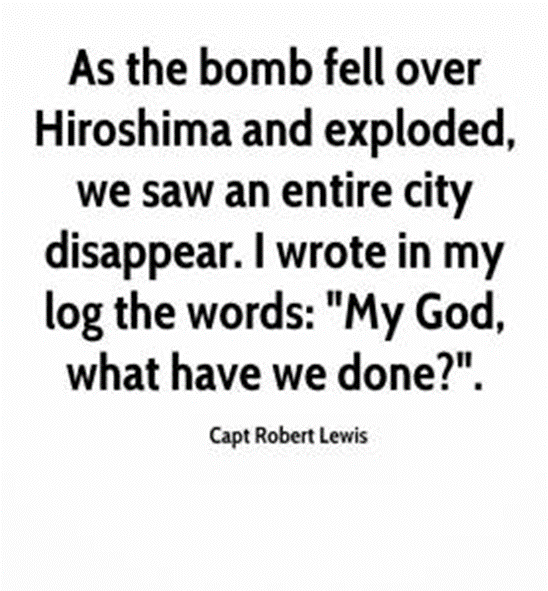 As the bomb fell over
Hiroshima and exploded,
we saw an entire city
disappear. I wrote in my
log the words: "My God,
what have we done?".
Capt Robert Lewis